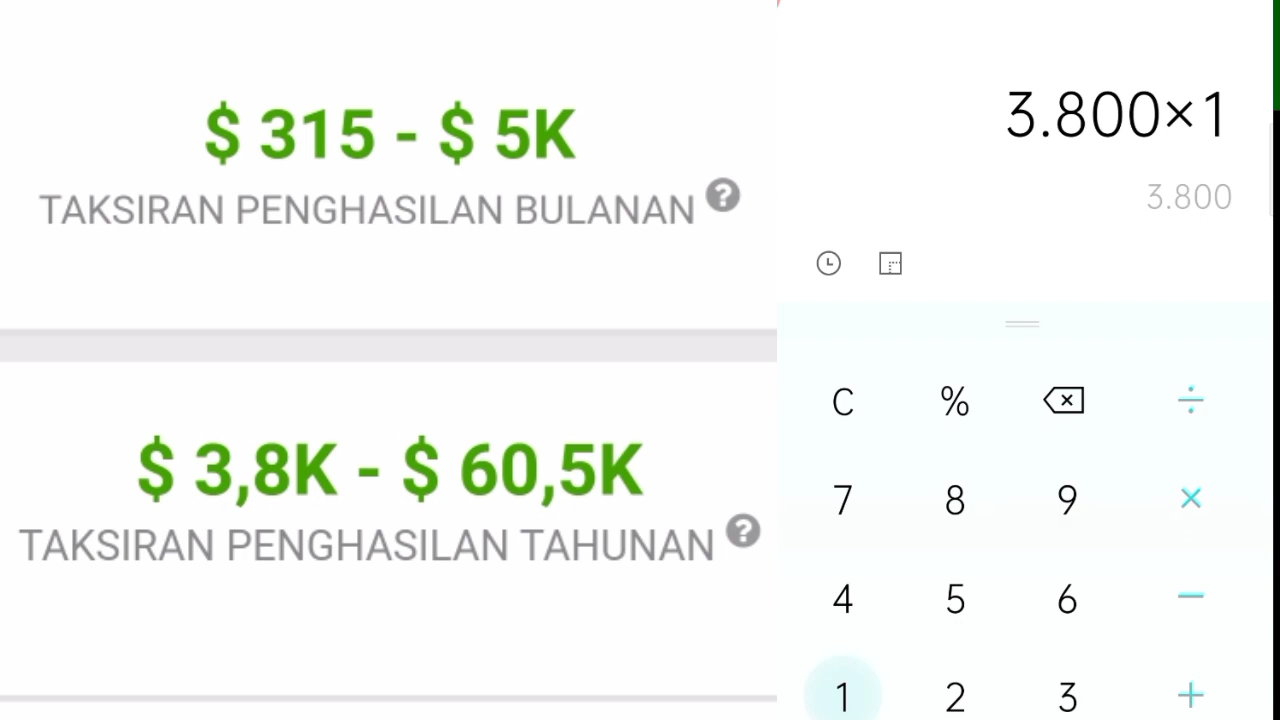 $ 315 - $ 5K
TAKSIRAN PENGHASILAN BULANAN ?
$ 3,8K - $ 60,5K
TAKSIRAN PENGHASILAN TAHUNAN ?
3.800×1
3.800
C % ÷
7 8 9 ×
4 5 6 −
1 2 3 +